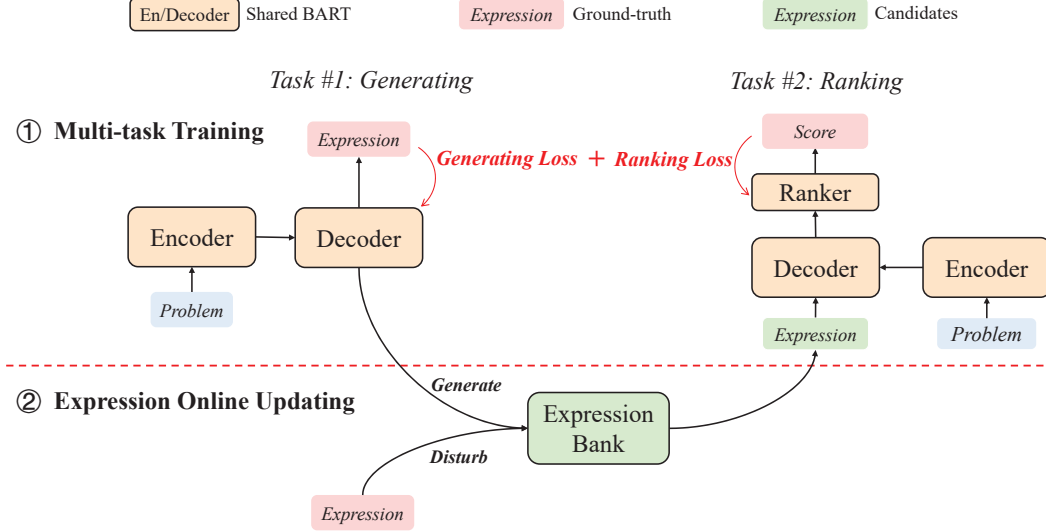 En/Decoder Shared BART Expression Ground-truth Expression Candidates
Task #1: Generating Task #2: Ranking
① Multi-task Training
Expression
Score
Generating Loss + Ranking Loss
Ranker
Encoder
Decoder
Decoder
Encoder
Problem
Expression
Problem
② Expression Online Updating
Generate
Expression
Bank
Disturb
Expression